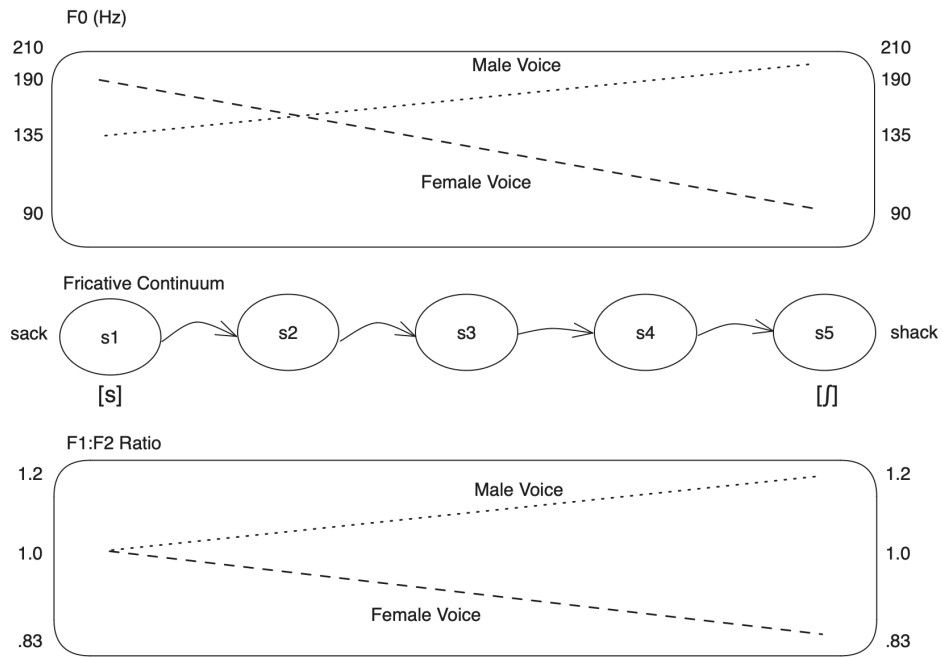 F0 (Hz)
210 210
190 Male Voice 190
135 135
Female Voice
90 90
Fricative Continuum
sack s1 s2 s3 s4 s5 shack
[s] [ʃ]
F1:F2 Ratio
1.2 1.2
Male Voice
1.0 1.0
Female Voice
.83 .83